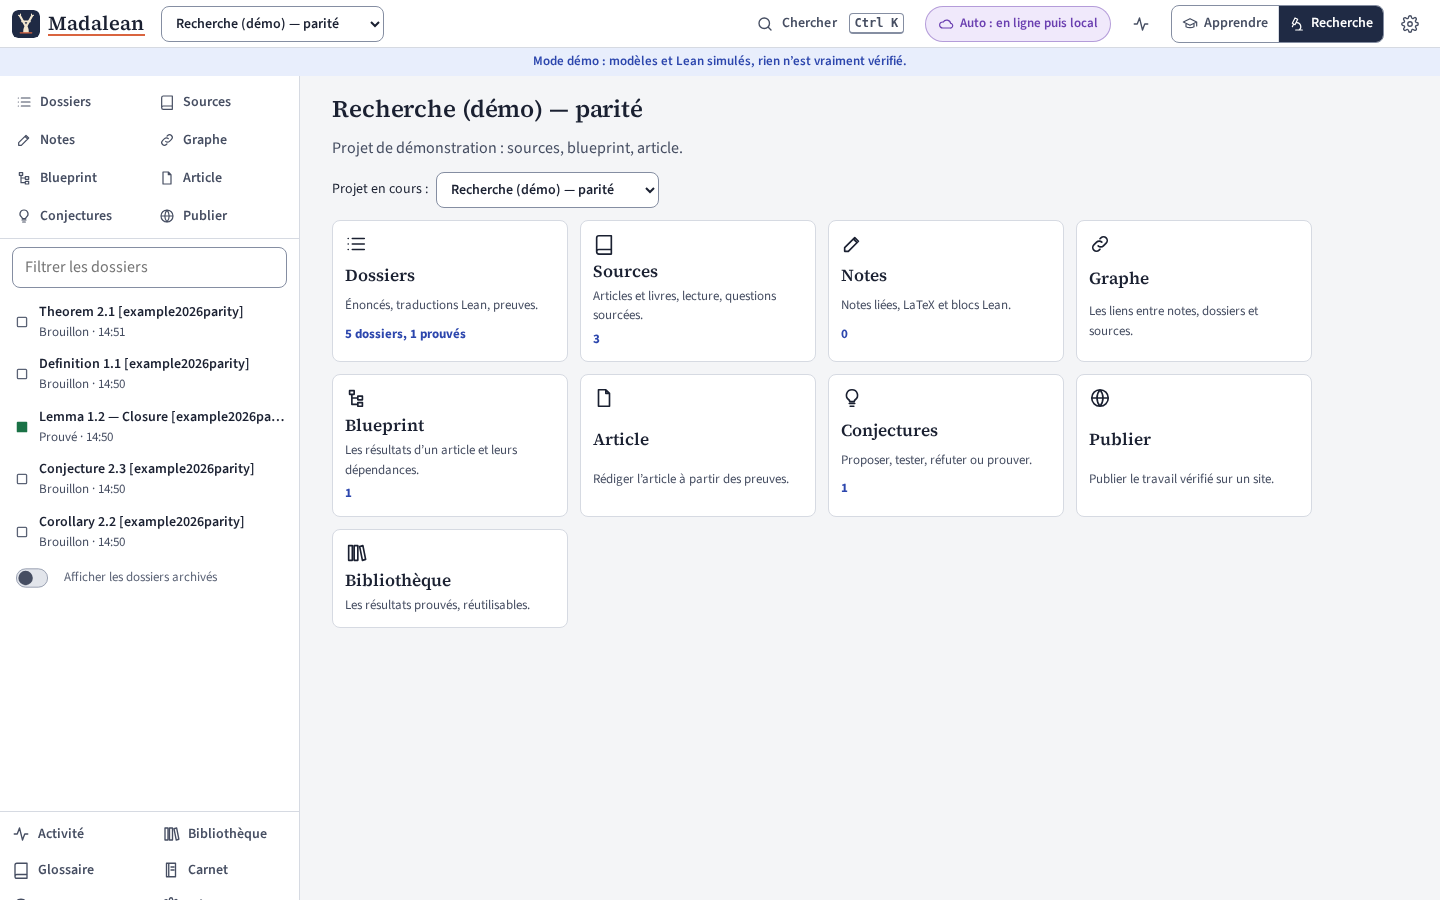 Madalean
Recherche (démo) — parité
Chercher Ctrl K
Auto : en ligne puis local
Apprendre
Recherche
Mode démo : modèles et Lean simulés, rien n’est vraiment vérifié.
Dossiers
Sources
Notes
Graphe
Blueprint
Article
Conjectures
Publier
Filtrer les dossiers
Theorem 2.1 [example2026parity]
Brouillon · 14:51
Definition 1.1 [example2026parity]
Brouillon · 14:50
Lemma 1.2 — Closure [example2026pa…
Prouvé · 14:50
Conjecture 2.3 [example2026parity]
Brouillon · 14:50
Corollary 2.2 [example2026parity]
Brouillon · 14:50
Afficher les dossiers archivés
Activité
Bibliothèque
Glossaire
Carnet
Recherche (démo) — parité
Projet de démonstration : sources, blueprint, article.
Projet en cours : Recherche (démo) — parité
Dossiers
Énoncés, traductions Lean, preuves.
5 dossiers, 1 prouvés
Sources
Articles et livres, lecture, questions
sourcées.
3
Notes
Notes liées, LaTeX et blocs Lean.
0
Graphe
Les liens entre notes, dossiers et
sources.
Blueprint
Les résultats d’un article et leurs
dépendances.
1
Article
Rédiger l’article à partir des preuves.
Conjectures
Proposer, tester, réfuter ou prouver.
1
Publier
Publier le travail vérifié sur un site.
Bibliothèque
Les résultats prouvés, réutilisables.